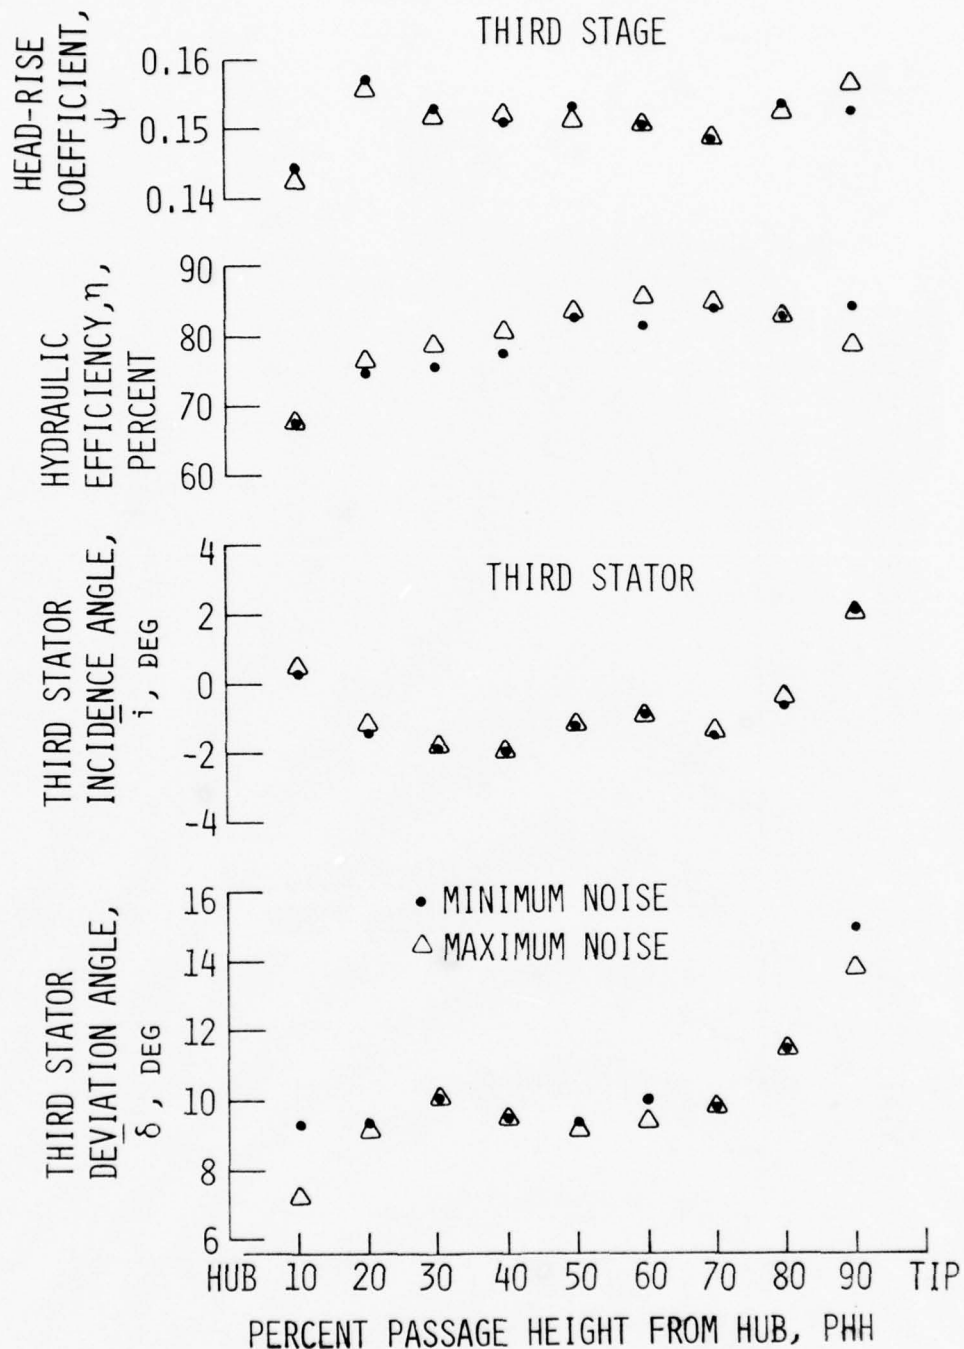 THIRD STAGE
HEAD-RISE
COEFFICIENT,
ψ
0.16
0.15
0.14
HYDRAULIC
EFFICIENCY, η,
PERCENT
90
80
70
60
THIRD STATOR
THIRD STATOR
INCIDENCE ANGLE,
i̅, DEG
4
2
0
-2
-4
• MINIMUM NOISE
△ MAXIMUM NOISE
THIRD STATOR
DEVIATION ANGLE,
δ̅, DEG
16
14
12
10
8
6
HUB 10 20 30 40 50 60 70 80 90 TIP
PERCENT PASSAGE HEIGHT FROM HUB, PHH